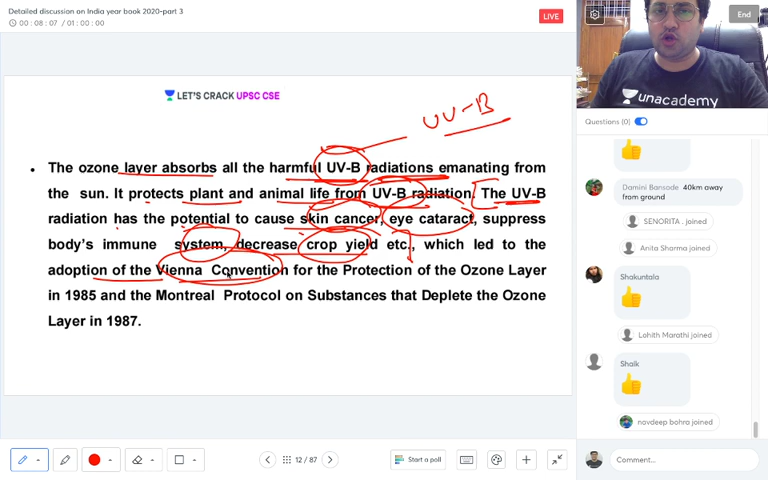 Detailed discussion on India year book 2020-part 3
00 : 08 : 07 / 01 : 00 : 00
LIVE
End
LET'S CRACK UPSC CSE
UV-B
• The ozone layer absorbs all the harmful UV-B radiations emanating from
the sun. It protects plant and animal life from UV-B radiation. The UV-B
radiation has the potential to cause skin cancer, eye cataract, suppress
body's immune system, decrease crop yield etc., which led to the
adoption of the Vienna Convention for the Protection of the Ozone Layer
in 1985 and the Montreal Protocol on Substances that Deplete the Ozone
Layer in 1987.
unacademy
Questions (0)
Damini Bansode 40km away
from ground
SENORITA . joined
Anita Sharma joined
Shakuntala
Lohith Marathi joined
Shaik
navdeep bohra joined
12 / 87
Start a poll
Comment...